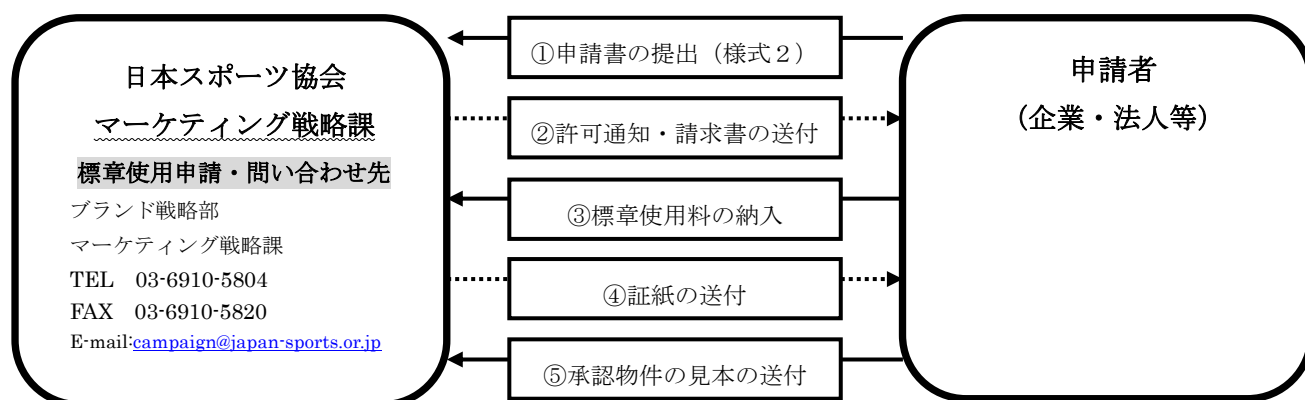 日本スポーツ協会
マーケティング戦略課
標章使用申請・問い合わせ先
ブランド戦略部
マーケティング戦略課
TEL　03-6910-5804
FAX　03-6910-5820
E-mail:campaign@japan-sports.or.jp
①申請書の提出（様式２）
②許可通知・請求書の送付
③標章使用料の納入
④証紙の送付
⑤承認物件の見本の送付
申請者
（企業・法人等）